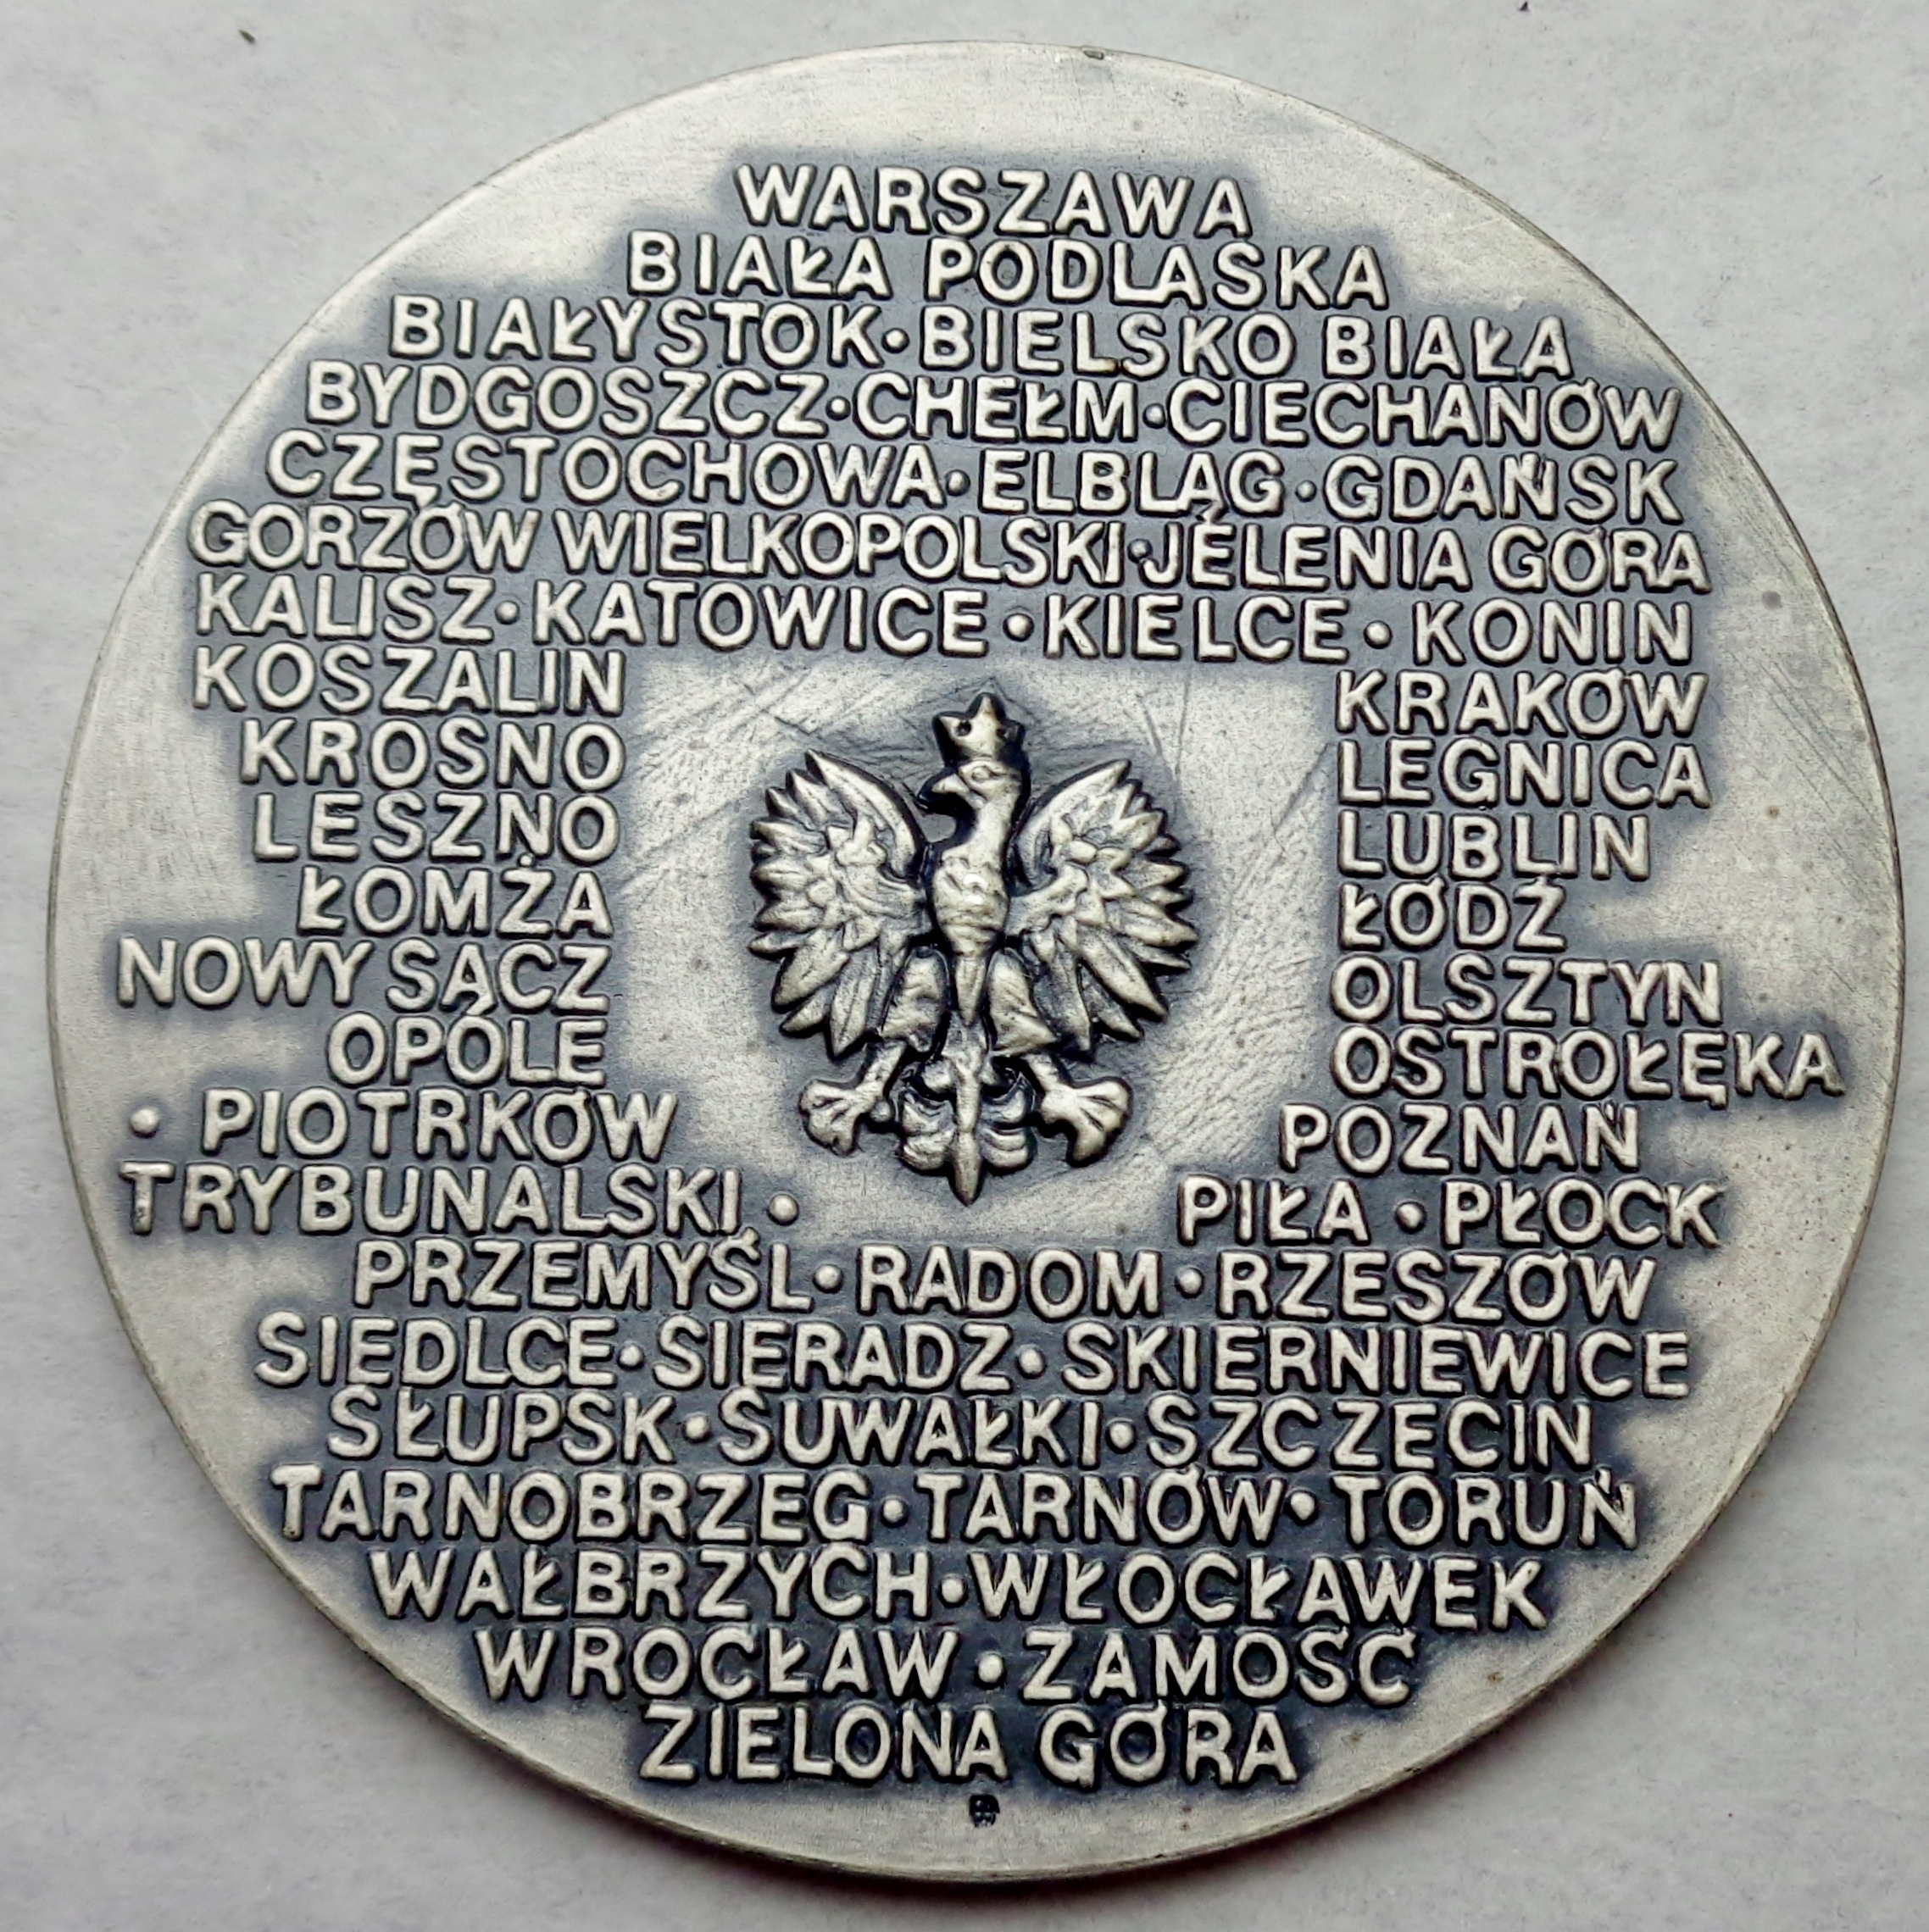 WARSZAWA
BIAŁA PODLASKA
BIAŁYSTOK·BIELSKO BIAŁA
BYDGOSZCZ·CHEŁM·CIECHANÓW
CZĘSTOCHOWA·ELBLĄG·GDAŃSK
GORZÓW WIELKOPOLSKI·JELENIA GÓRA
KALISZ·KATOWICE·KIELCE·KONIN
KOSZALIN KRAKÓW
KROSNO LEGNICA
LESZNO LUBLIN
ŁOMŻA ŁÓDŹ
NOWY SĄCZ OLSZTYN
OPOLE OSTROŁĘKA
·PIOTRKÓW POZNAŃ
TRYBUNALSKI· PIŁA·PŁOCK
PRZEMYŚL·RADOM·RZESZÓW
SIEDLCE·SIERADZ·SKIERNIEWICE
SŁUPSK·SUWAŁKI·SZCZECIN
TARNOBRZEG·TARNÓW·TORUŃ
WAŁBRZYCH·WŁOCŁAWEK
WROCŁAW·ZAMOŚĆ
ZIELONA GÓRA